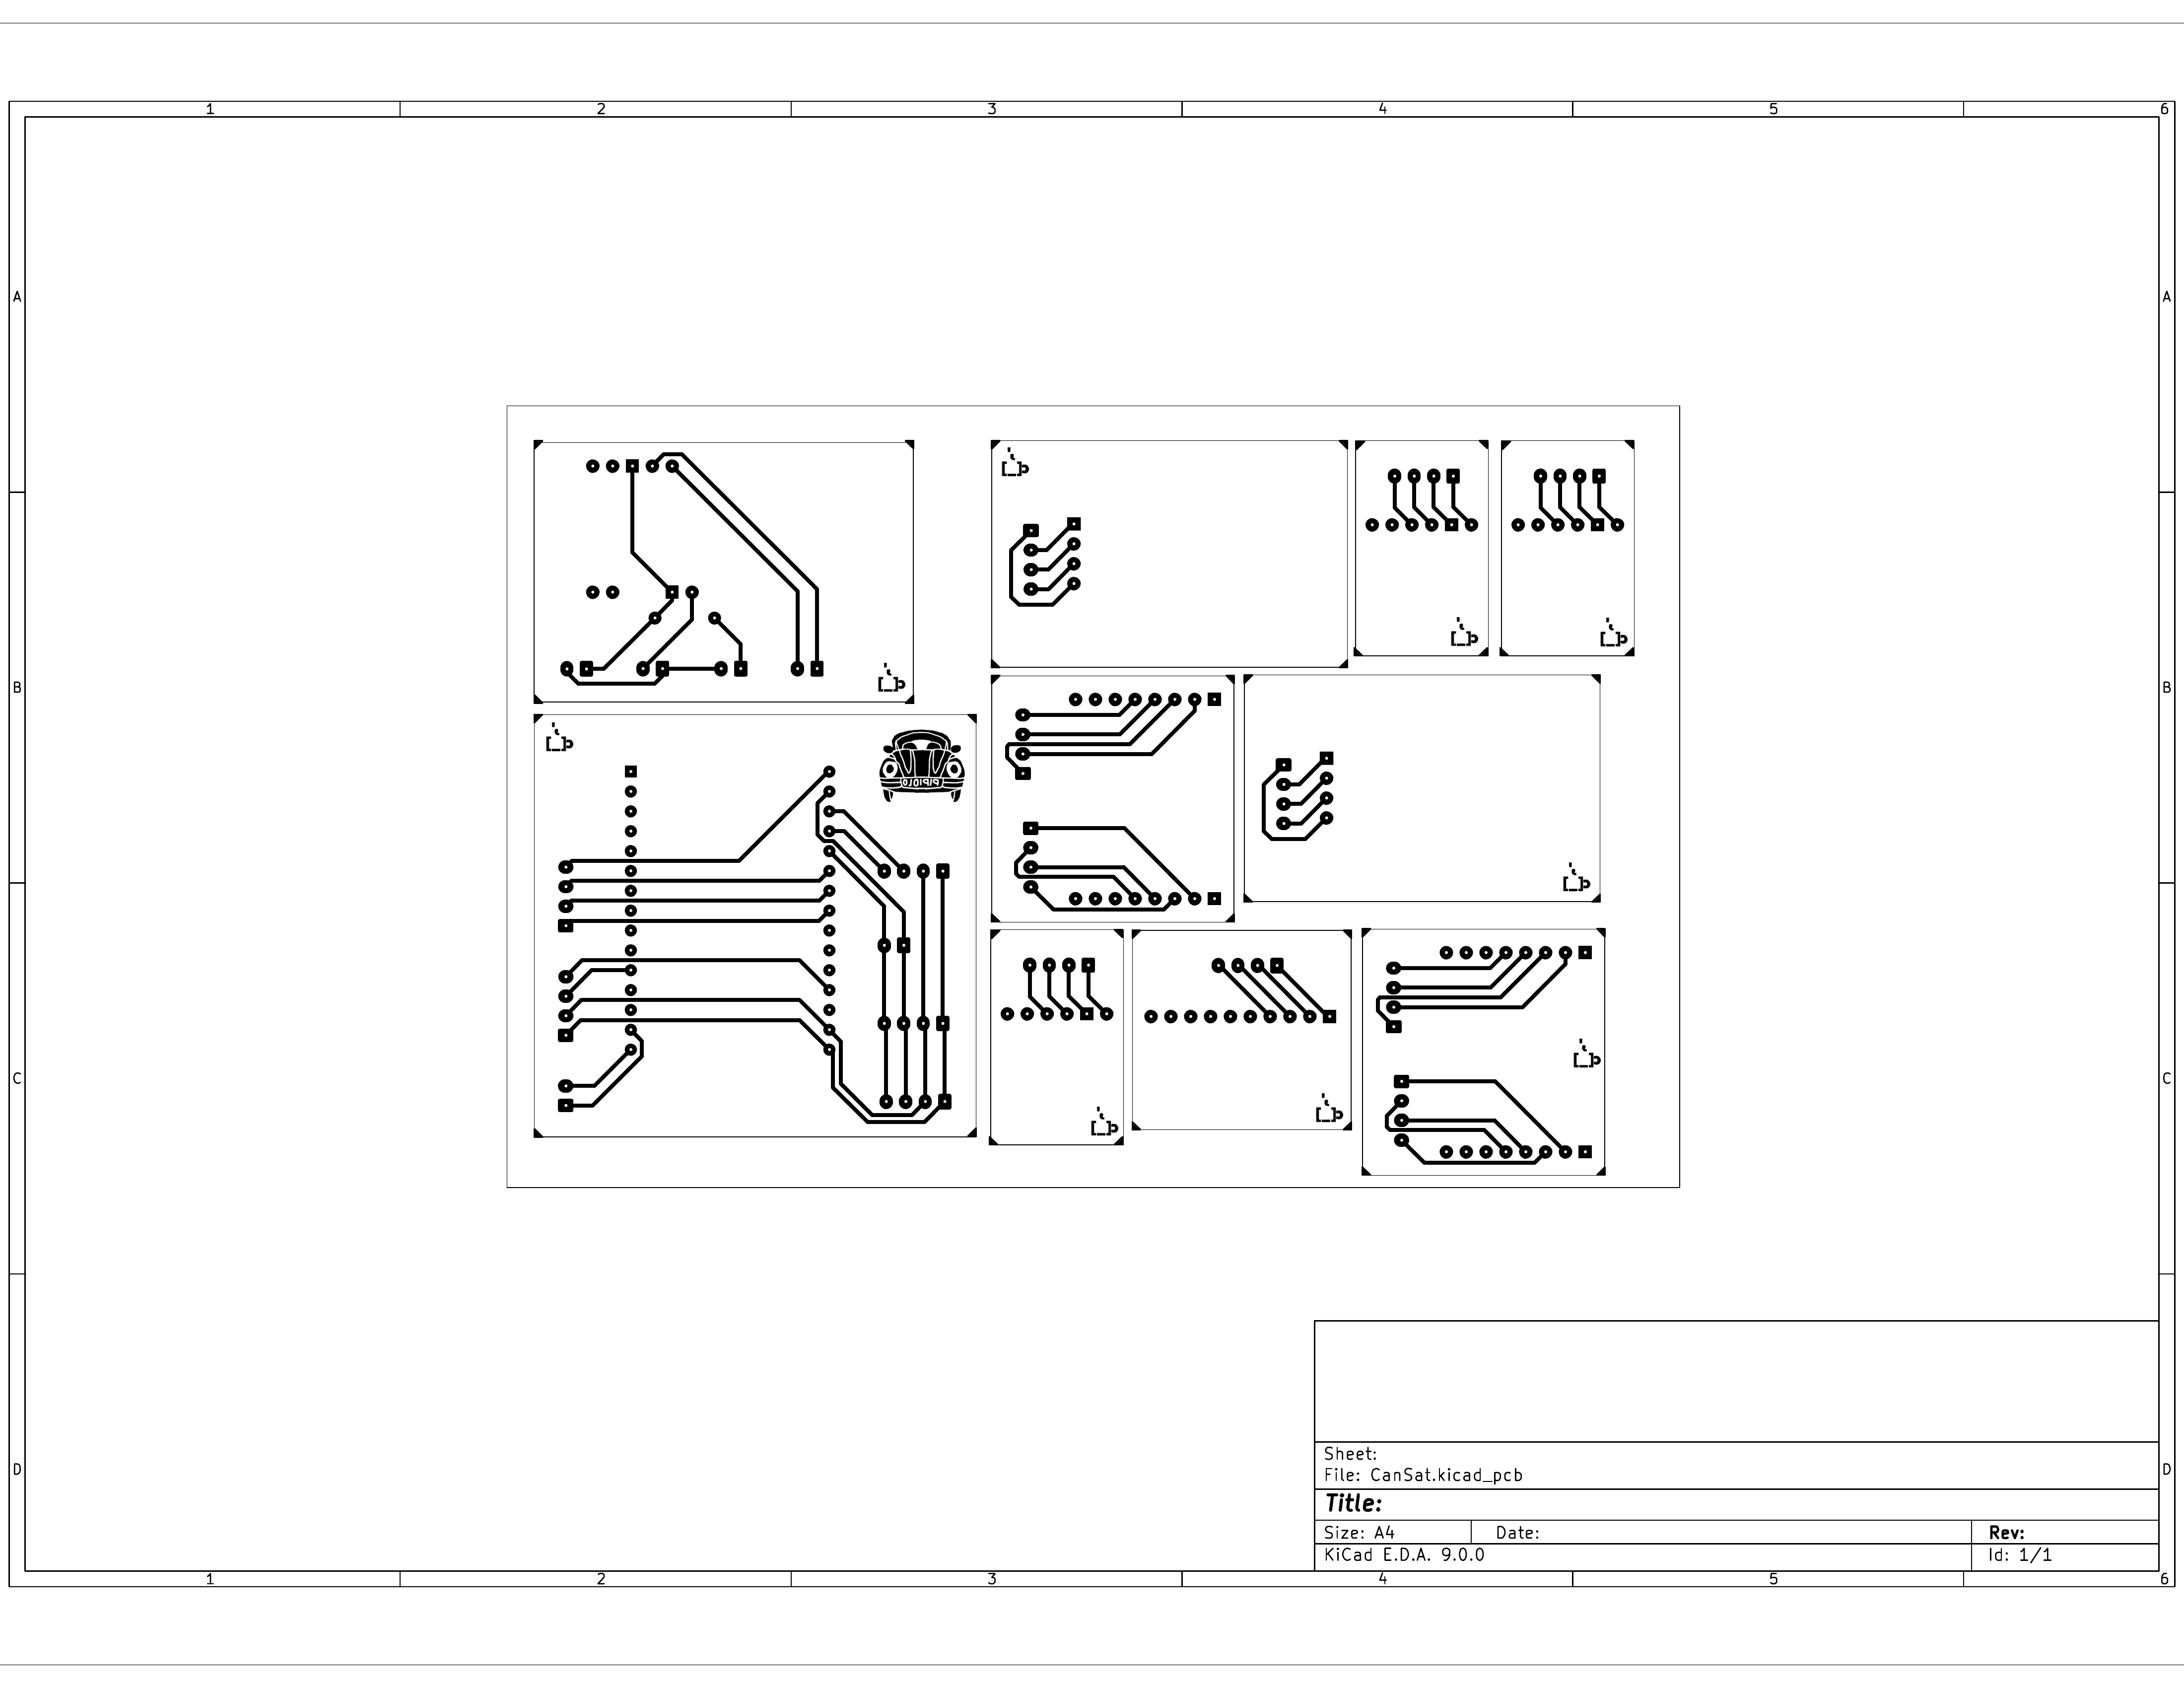 1 2 3 4 5 6
A A
B B
PIPIOLO
C C
D D
Sheet:
File: CanSat.kicad_pcb
Title:
Size: A4 Date: Rev:
KiCad E.D.A. 9.0.0 Id: 1/1
1 2 3 4 5 6